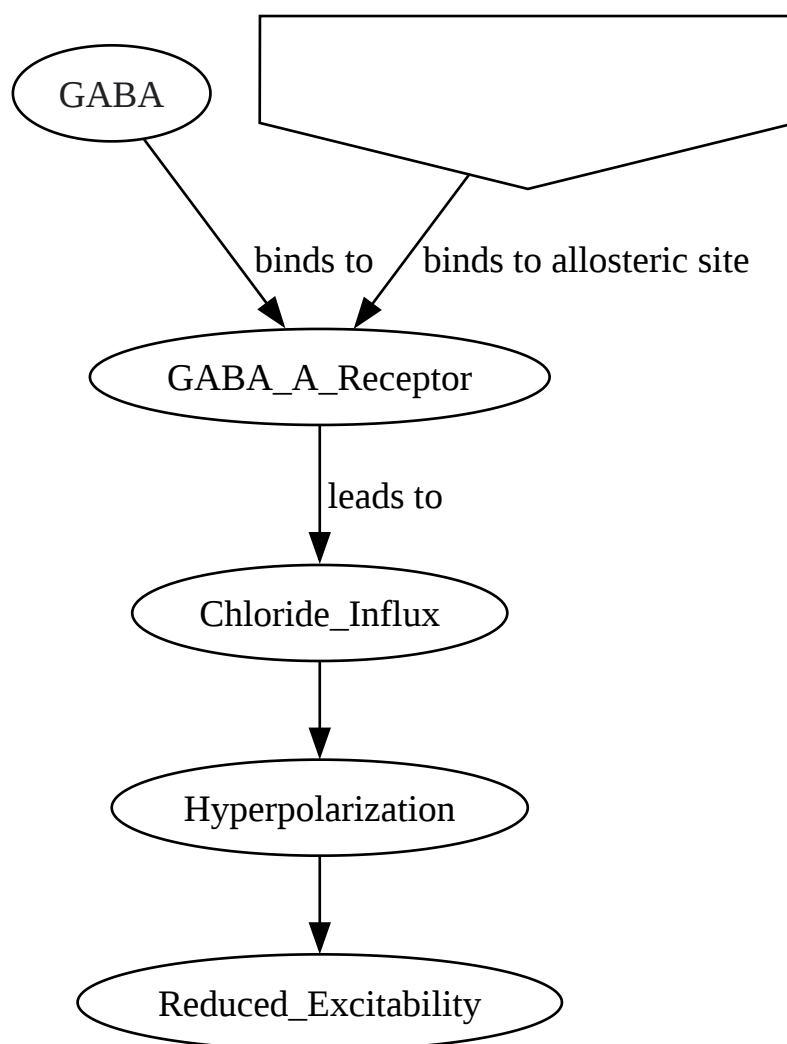 GABA
binds to
binds to allosteric site
GABA_A_Receptor
leads to
Chloride_Influx
Hyperpolarization
Reduced_Excitability